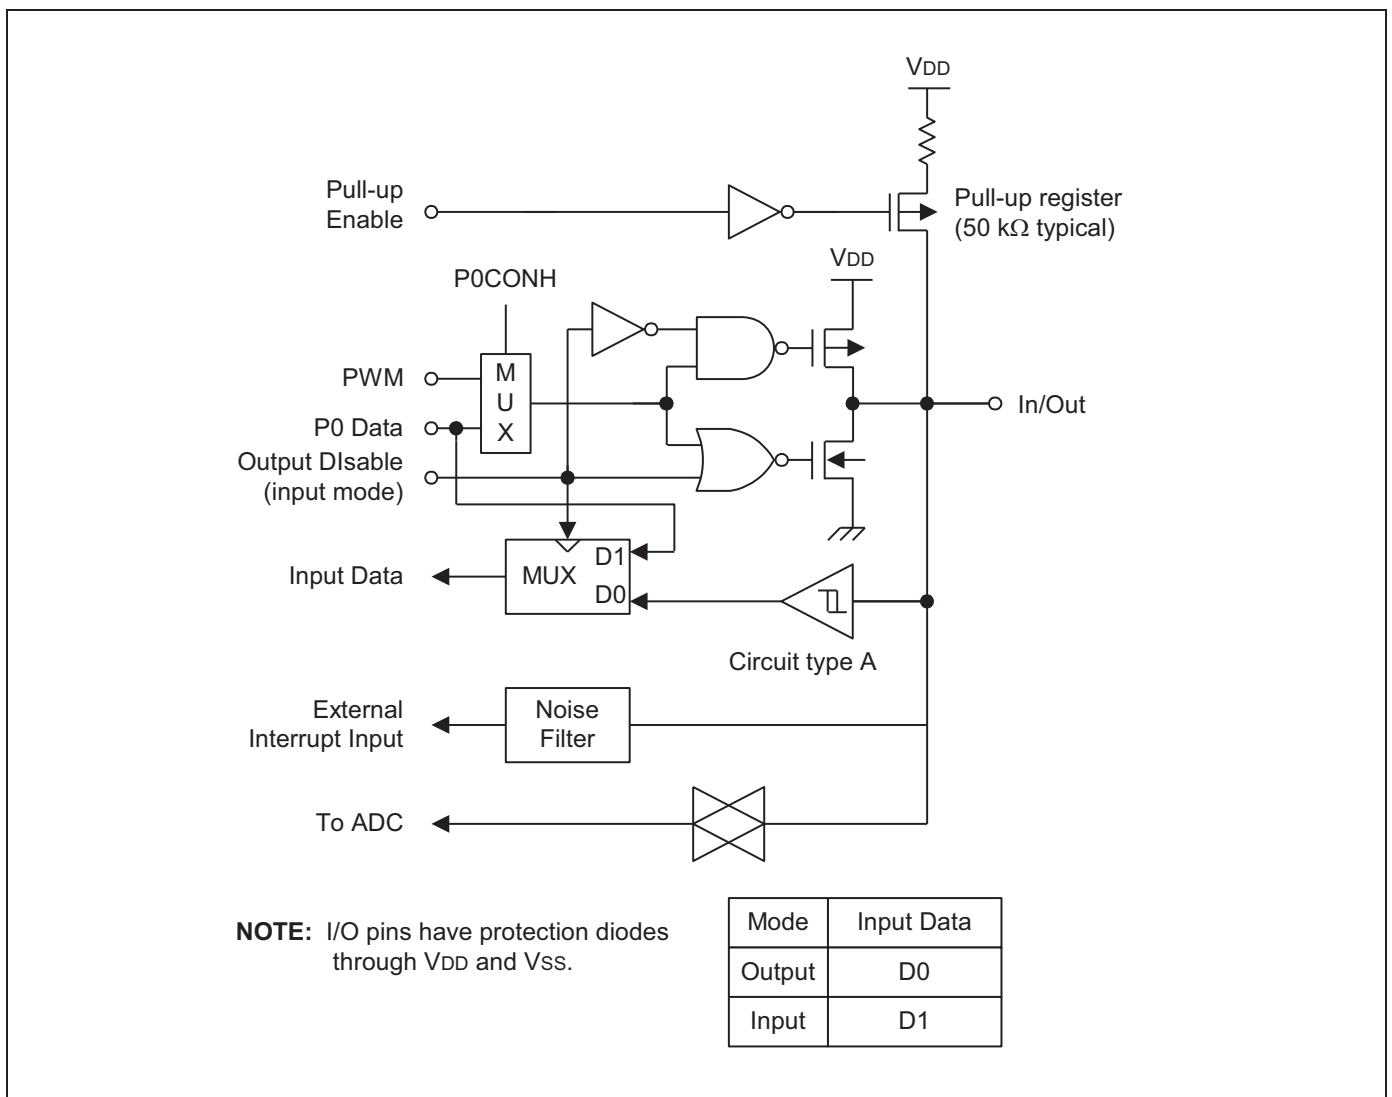 VDD
Pull-up
Enable
Pull-up register
(50 kΩ typical)
VDD
P0CONH
PWM
M
U
X
P0 Data
In/Out
Output DIsable
(input mode)
D1
Input Data
MUX
D0
Circuit type A
External
Interrupt Input
Noise
Filter
To ADC
NOTE: I/O pins have protection diodes
through VDD and VSS.
Mode Input Data
Output D0
Input D1